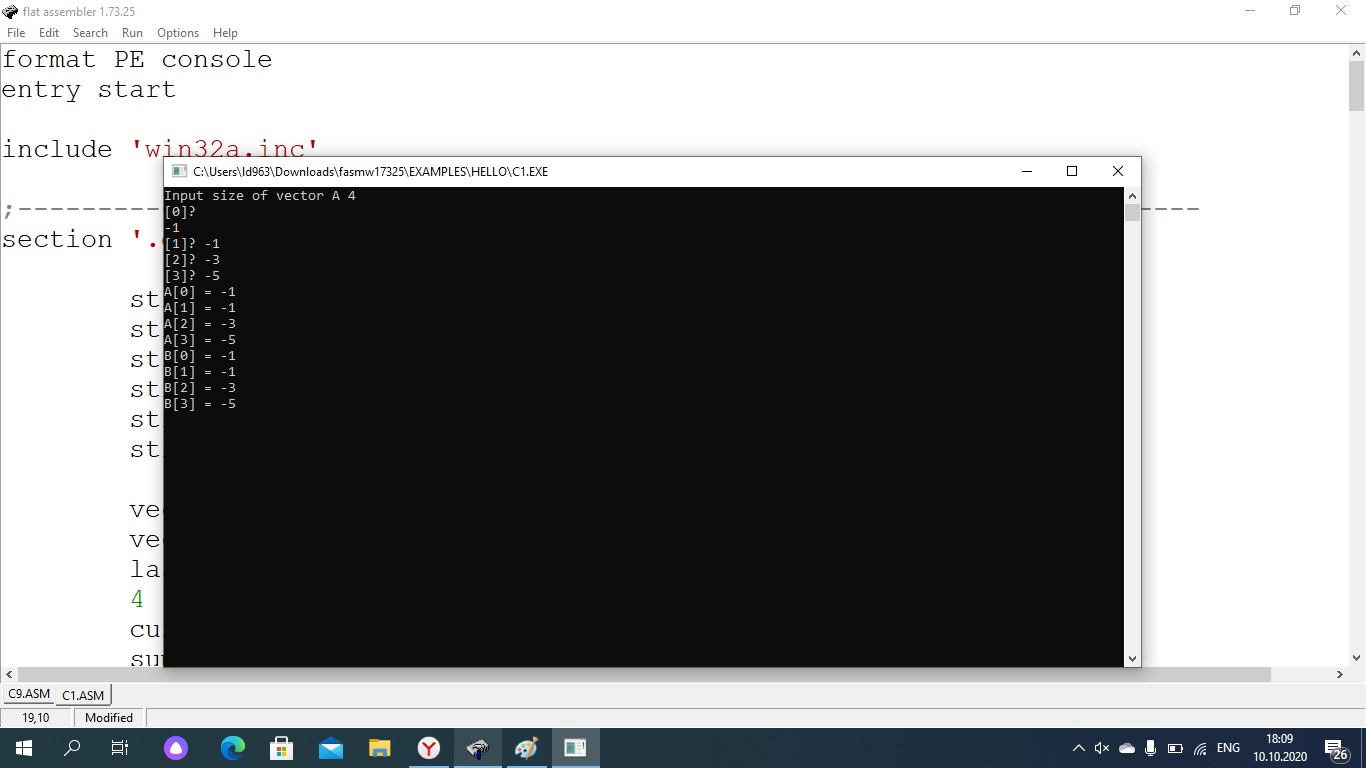 flat assembler 1.73.25
File Edit Search Run Options Help
format PE console
entry start
include 'win32a.inc'
C:\Users\ld963\Downloads\fasmw17325\EXAMPLES\HELLO\C1.EXE
;--------------
section '.
st
st
st
st
st
st
ve
ve
la
4
cu
su
Input size of vector A 4
[0]?
-1
[1]? -1
[2]? -3
[3]? -5
A[0] = -1
A[1] = -1
A[2] = -3
A[3] = -5
B[0] = -1
B[1] = -1
B[2] = -3
B[3] = -5
C9.ASM C1.ASM
19,10 Modified
ENG
18:09
10.10.2020
26